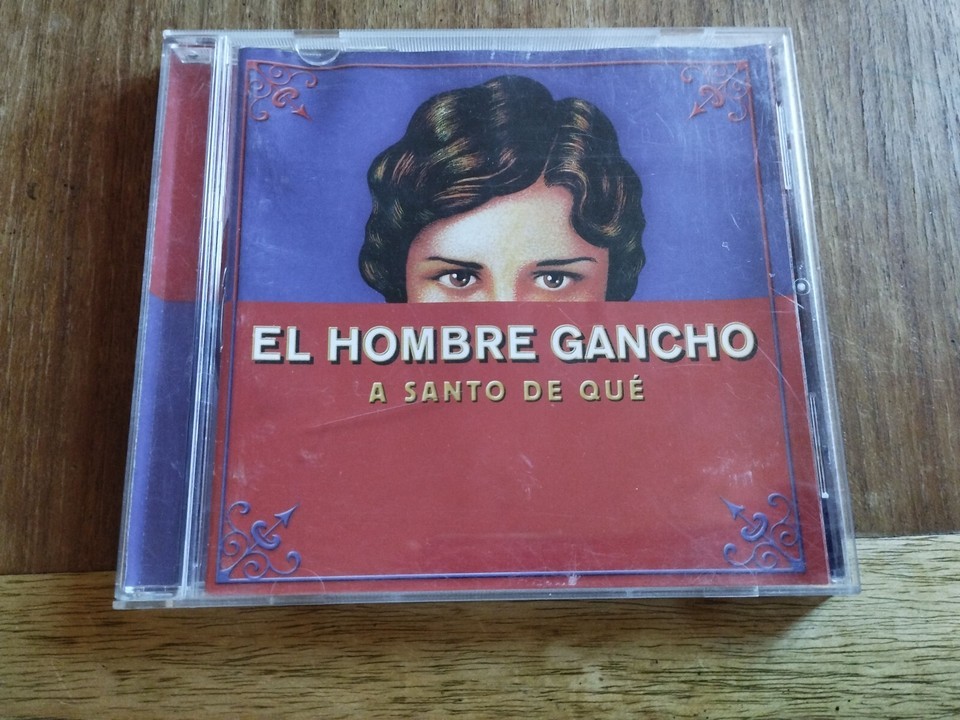 EL HOMBRE GANCHO
A SANTO DE QUÉ